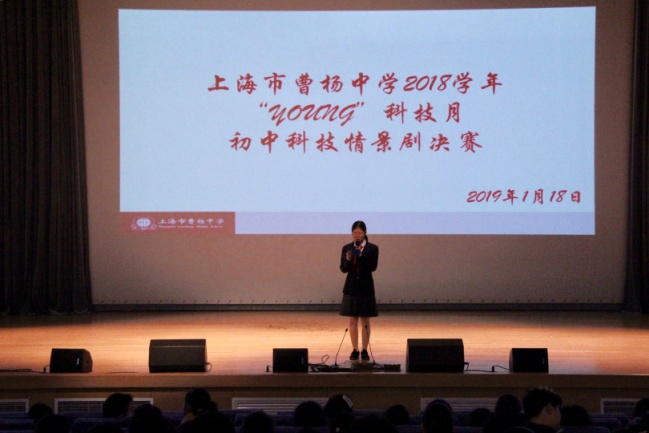 上海市曹杨中学2018学年
“YOUNG”科技月
初中科技情景剧决赛
2019年1月18日
上海市曹杨中学